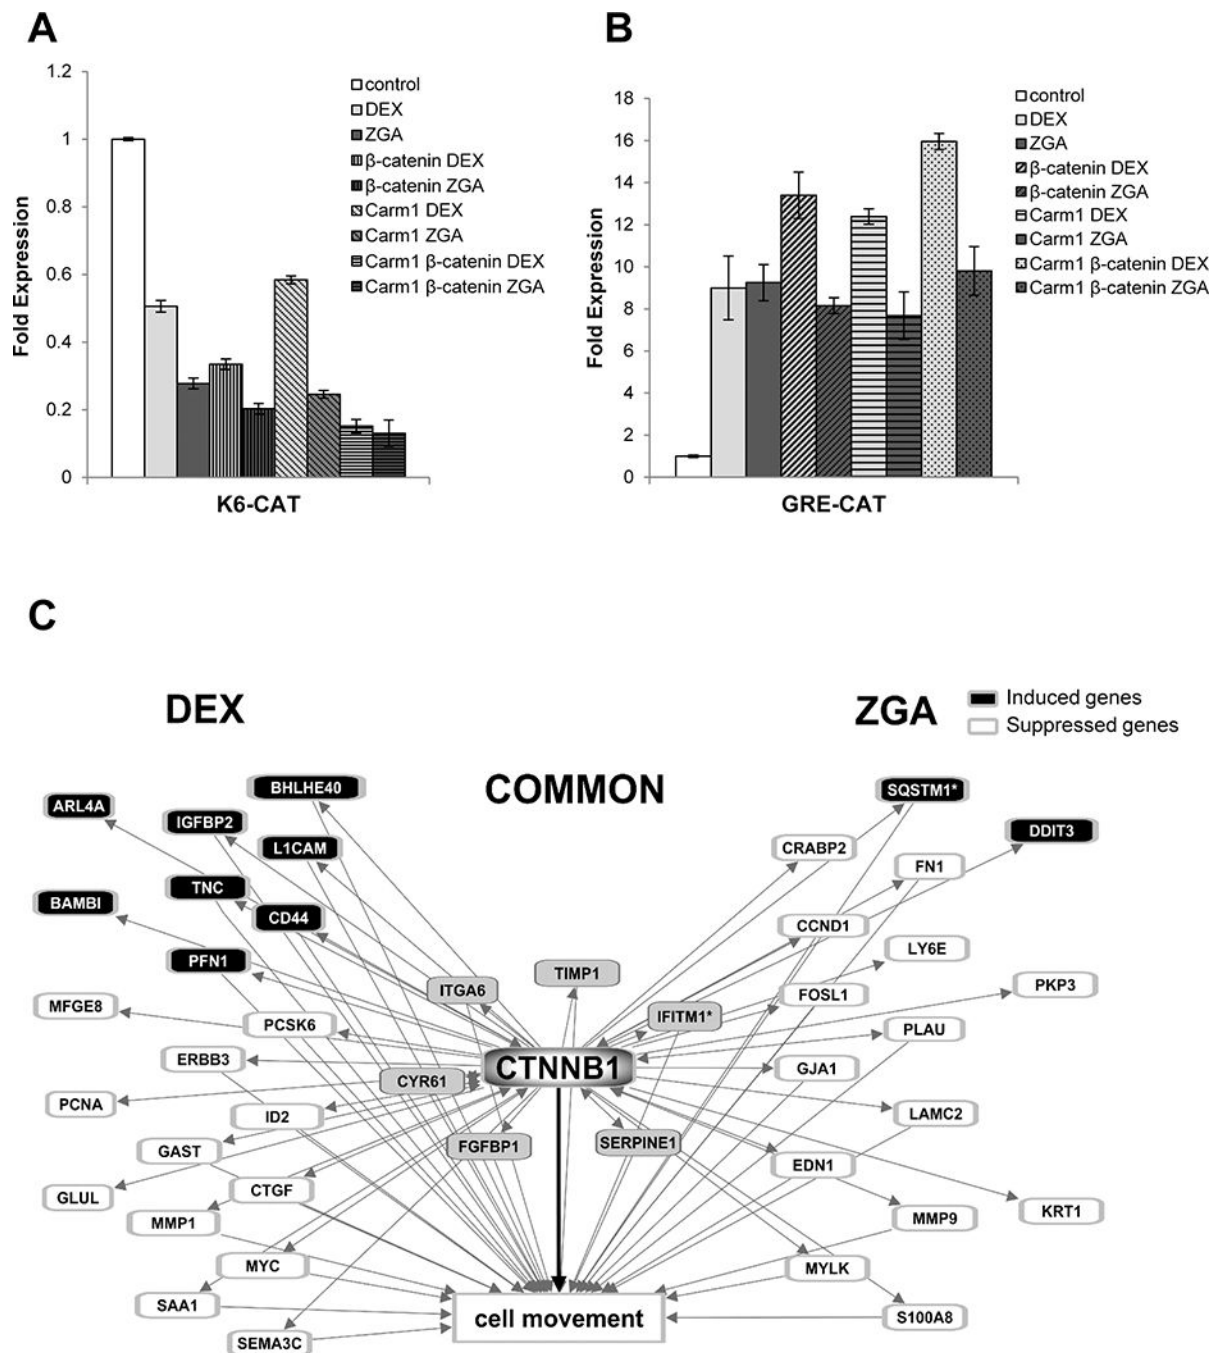 A
1.2
1
0.8
0.6
0.4
0.2
0
Fold Expression
K6-CAT
control
DEX
ZGA
β-catenin DEX
β-catenin ZGA
Carm1 DEX
Carm1 ZGA
Carm1 β-catenin DEX
Carm1 β-catenin ZGA
B
18
16
14
12
10
8
6
4
2
0
Fold Expression
GRE-CAT
control
DEX
ZGA
β-catenin DEX
β-catenin ZGA
Carm1 DEX
Carm1 ZGA
Carm1 β-catenin DEX
Carm1 β-catenin ZGA
C
DEX
COMMON
ZGA
Induced genes
Suppressed genes
ARL4A
BHLHE40
IGFBP2
L1CAM
TNC
BAMBI
CD44
PFN1
MFGE8
PCSK6
ERBB3
PCNA
ID2
GAST
GLUL
CTGF
MMP1
MYC
SAA1
SEMA3C
ITGA6
TIMP1
IFITM1*
CTNNB1
CYR61
FGFBP1
SERPINE1
cell movement
SQSTM1*
DDIT3
CRABP2
FN1
CCND1
LY6E
FOSL1
PKP3
PLAU
GJA1
LAMC2
EDN1
KRT1
MMP9
MYLK
S100A8